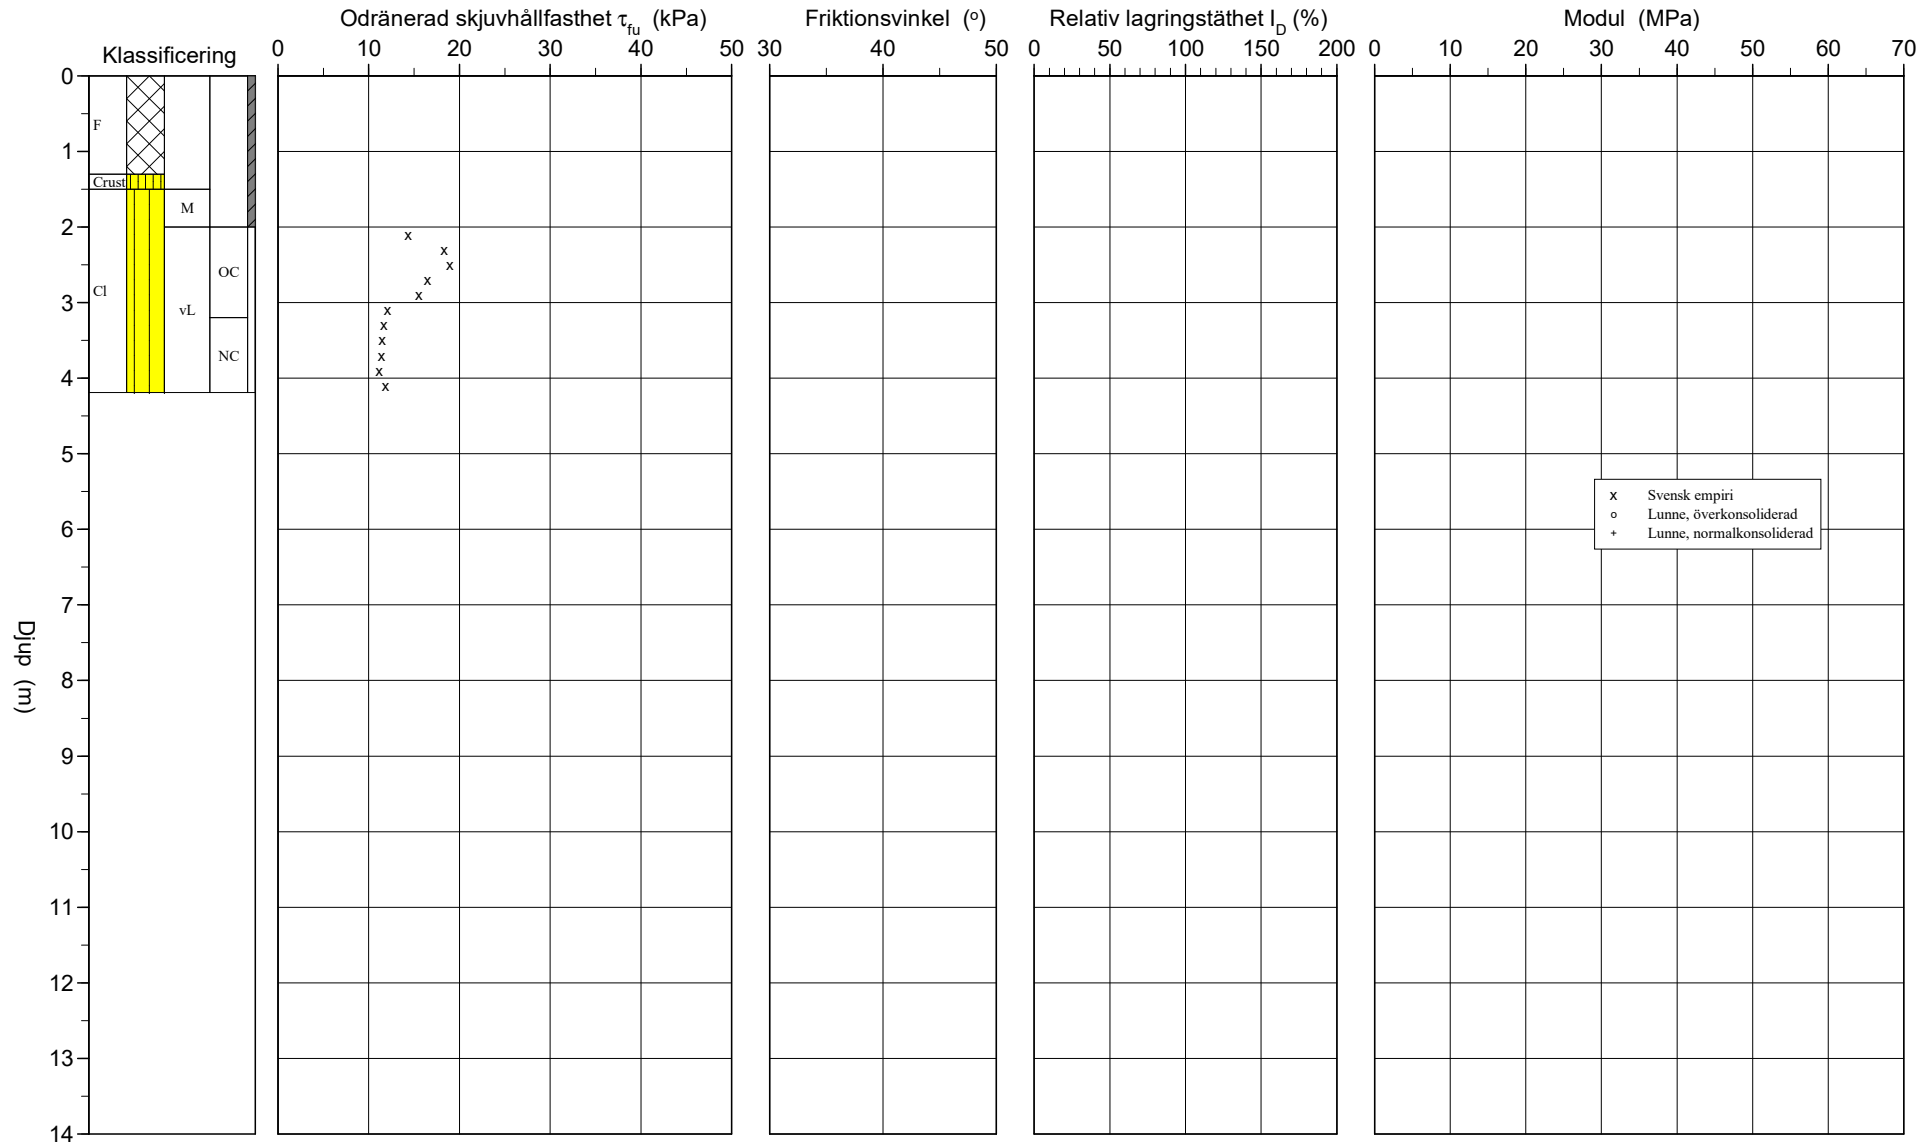 Odränerad skjuvhållfasthet τfu (kPa)
Friktionsvinkel (o)
Relativ lagringstäthet ID (%)
Modul (MPa)
Klassificering
0 10 20 30 40 50
30 40 50
0 50 100 150 200
0 10 20 30 40 50 60 70
0
F
1
Crust
M
2
OC
Cl
3
vL
NC
4
5
x Svensk empiri
o Lunne, överkonsoliderad
+ Lunne, normalkonsoliderad
6
7
Djup (m)
8
9
10
11
12
13
14